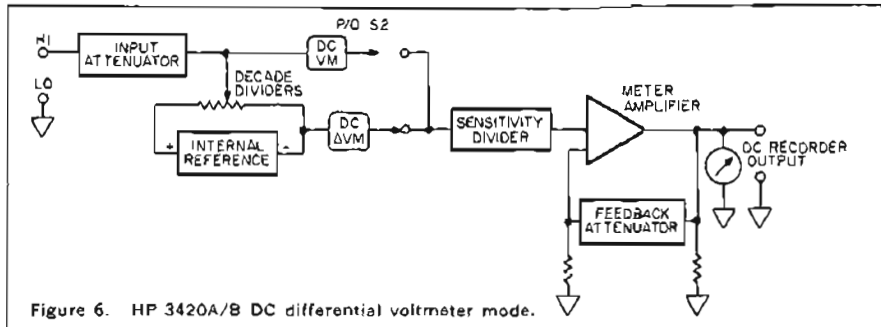 P/O S2
HI
INPUT
ATTENUATOR
DC
VM
LO
DECADE
DIVIDERS
METER
AMPLIFIER
+
INTERNAL
REFERENCE
-
DC
ΔVM
SENSITIVITY
DIVIDER
DC RECORDER
OUTPUT
FEEDBACK
ATTENUATOR
Figure 6. HP 3420A/B DC differential voltmeter mode.